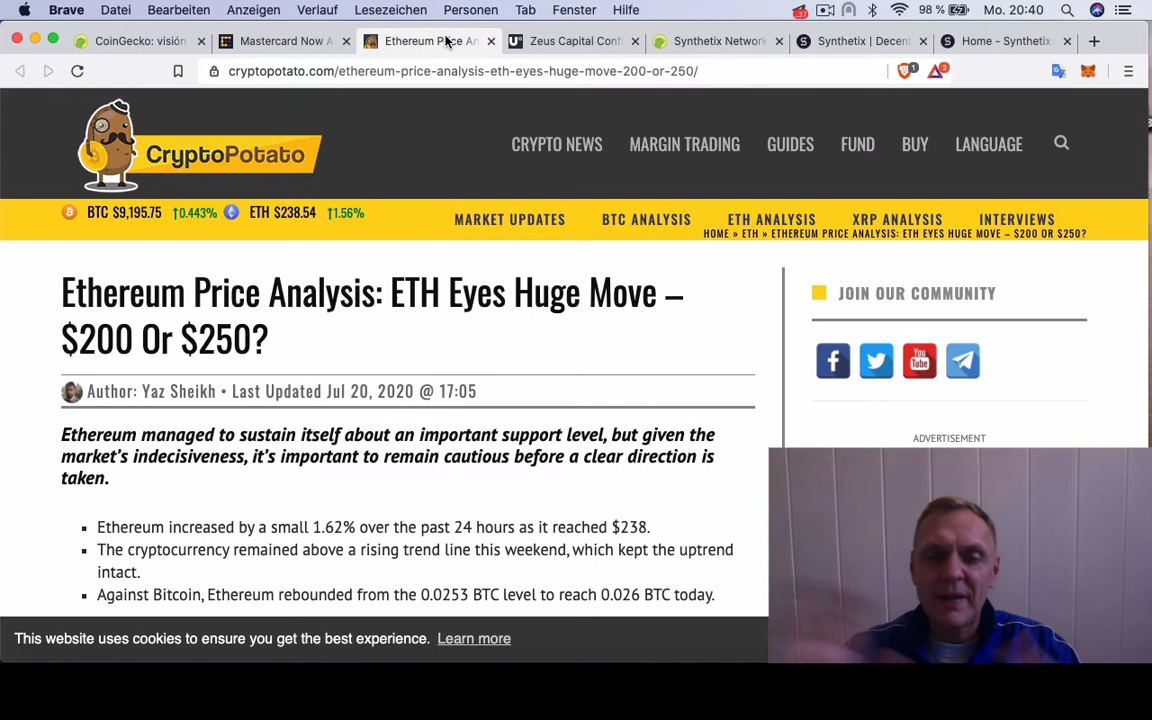 Brave Datei Bearbeiten Anzeigen Verlauf Lesezeichen Personen Tab Fenster Hilfe 98 % Mo. 20:40
CoinGecko: visión Mastercard Now A Ethereum Price An Zeus Capital Conf Synthetix Network Synthetix | Decent Home - Synthetix
cryptopotato.com/ethereum-price-analysis-eth-eyes-huge-move-200-or-250/ 1 2
CryptoPotato CRYPTO NEWS MARGIN TRADING GUIDES FUND BUY LANGUAGE
BTC $9,195.75 ↑0.443% ETH $238.54 ↑1.56%
MARKET UPDATES BTC ANALYSIS ETH ANALYSIS XRP ANALYSIS INTERVIEWS
HOME » ETH » ETHEREUM PRICE ANALYSIS: ETH EYES HUGE MOVE – $200 OR $250?
Ethereum Price Analysis: ETH Eyes Huge Move –
$200 Or $250?
Author: Yaz Sheikh • Last Updated Jul 20, 2020 @ 17:05
Ethereum managed to sustain itself about an important support level, but given the
market's indecisiveness, it's important to remain cautious before a clear direction is
taken.
Ethereum increased by a small 1.62% over the past 24 hours as it reached $238.
The cryptocurrency remained above a rising trend line this weekend, which kept the uptrend
intact.
Against Bitcoin, Ethereum rebounded from the 0.0253 BTC level to reach 0.026 BTC today.
JOIN OUR COMMUNITY
You
Tube
ADVERTISEMENT
This website uses cookies to ensure you get the best experience. Learn more